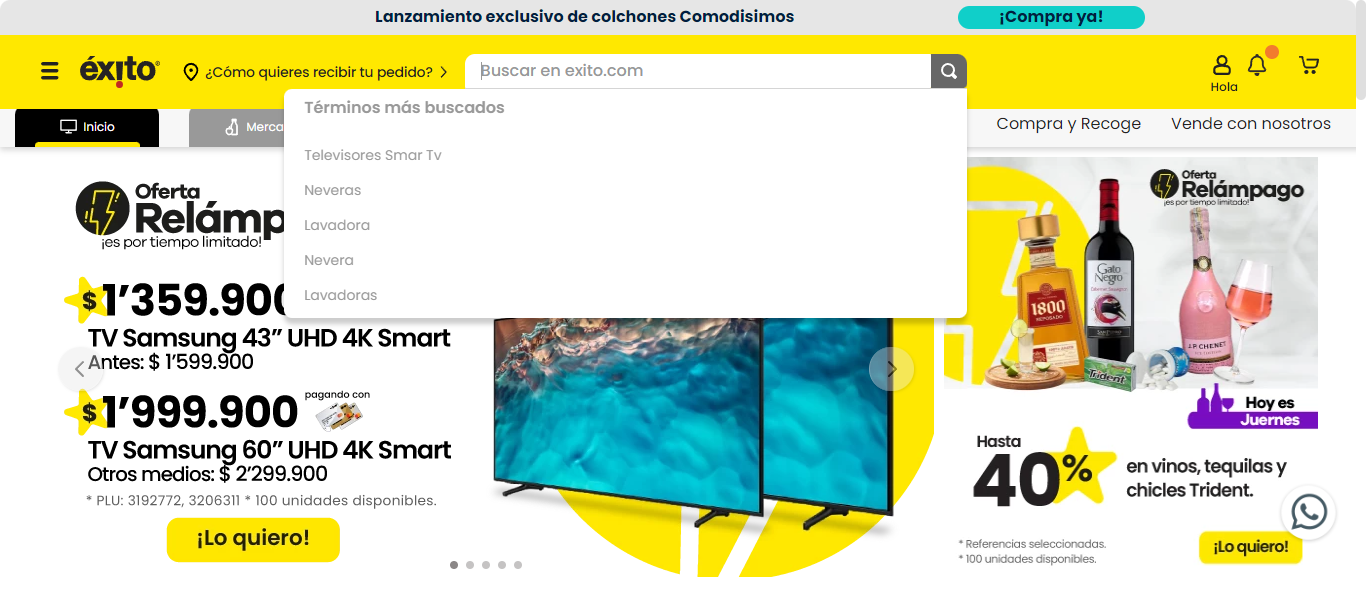 Lanzamiento exclusivo de colchones Comodisimos
¡Compra ya!
éxito
¿Cómo quieres recibir tu pedido?
Buscar en exito.com
Hola
Inicio
Merca
Términos más buscados
Televisores Smar Tv
Neveras
Lavadora
Nevera
Lavadoras
Compra y Recoge
Vende con nosotros
Oferta
Relámp
¡es por tiempo limitado!
$1’359.900
TV Samsung 43” UHD 4K Smart
Antes: $ 1’599.900
$1’999.900
pagando con
TV Samsung 60” UHD 4K Smart
Otros medios: $ 2’299.900
* PLU: 3192772, 3206311 * 100 unidades disponibles.
¡Lo quiero!
Oferta
Relámpago
¡es por tiempo limitado!
1800
REPOSADO
Gato
Negro
J.P. CHENET
Trident
Hoy es
Juernes
Hasta
40%
en vinos, tequilas y
chicles Trident.
* Referencias seleccionadas.
* 100 unidades disponibles.
¡Lo quiero!